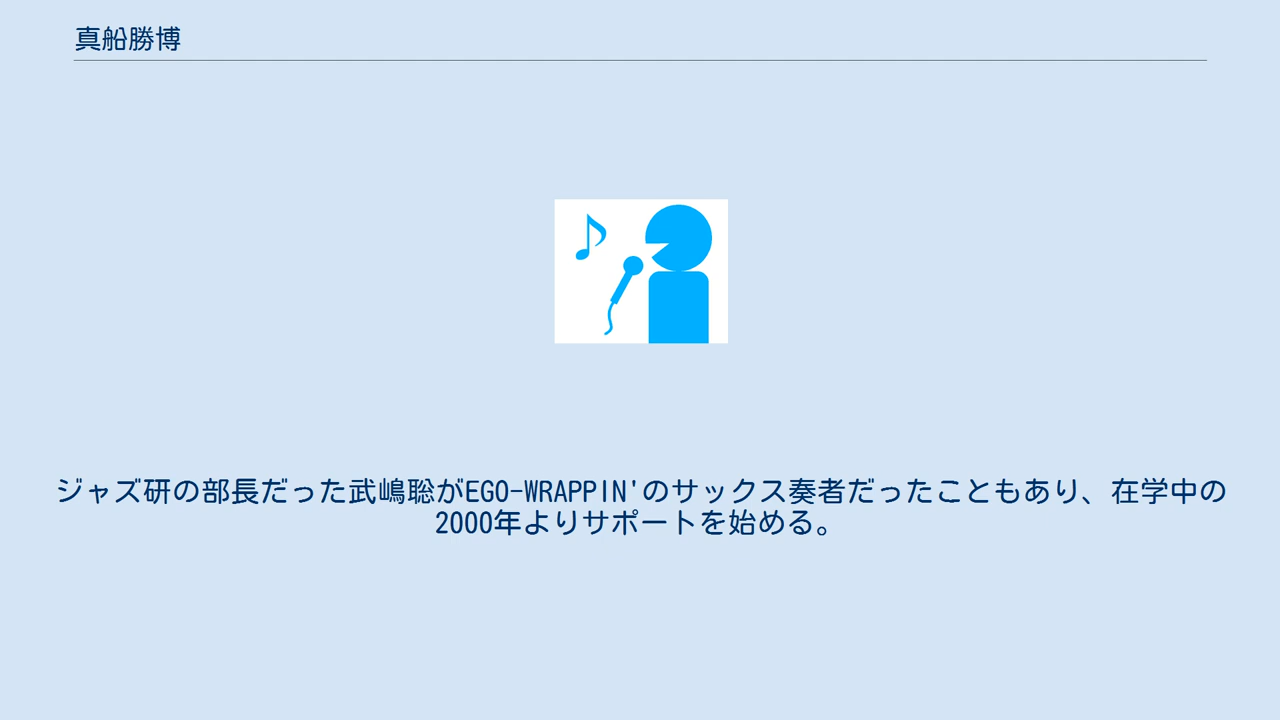 真船勝博
ジャズ研の部長だった武嶋聡がEGO-WRAPPIN'のサックス奏者だったこともあり、在学中の
2000年よりサポートを始める。